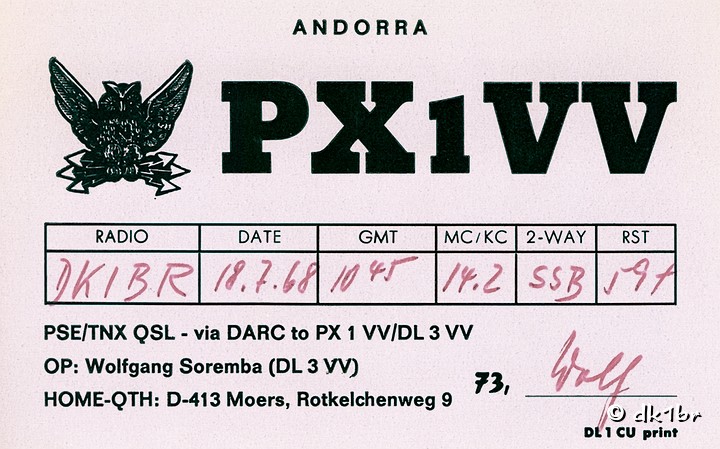 ANDORRA
PX1VV
RADIO DATE GMT MC/KC 2-WAY RST
DK1BR 18.7.68 10 45 14.2 SSB 59+
PSE/TNX QSL - via DARC to PX 1 VV/DL 3 VV
OP: Wolfgang Soremba (DL 3 VV)
HOME-QTH: D-413 Moers, Rotkelchenweg 9
73, Wolf
© dk1br
DL 1 CU print